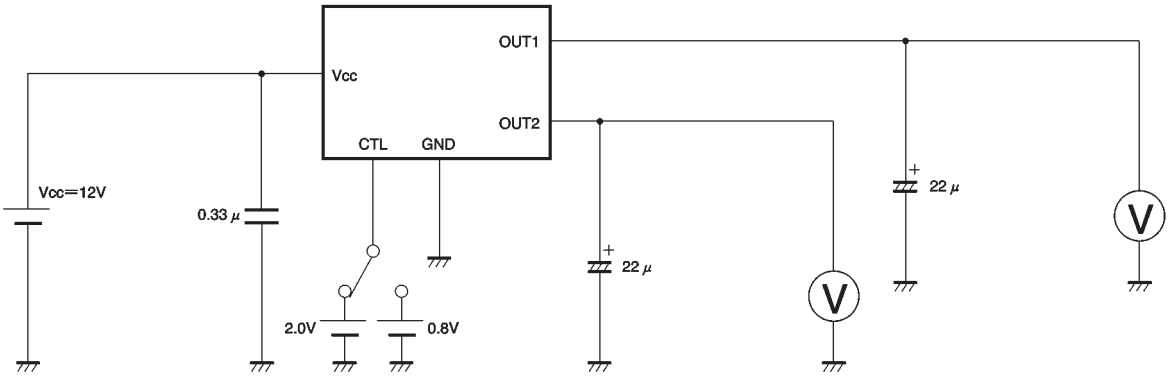 OUT1
Vcc
OUT2
CTL GND
Vcc=12V
0.33 μ
+
22 μ
V
+
22 μ
V
2.0V
0.8V